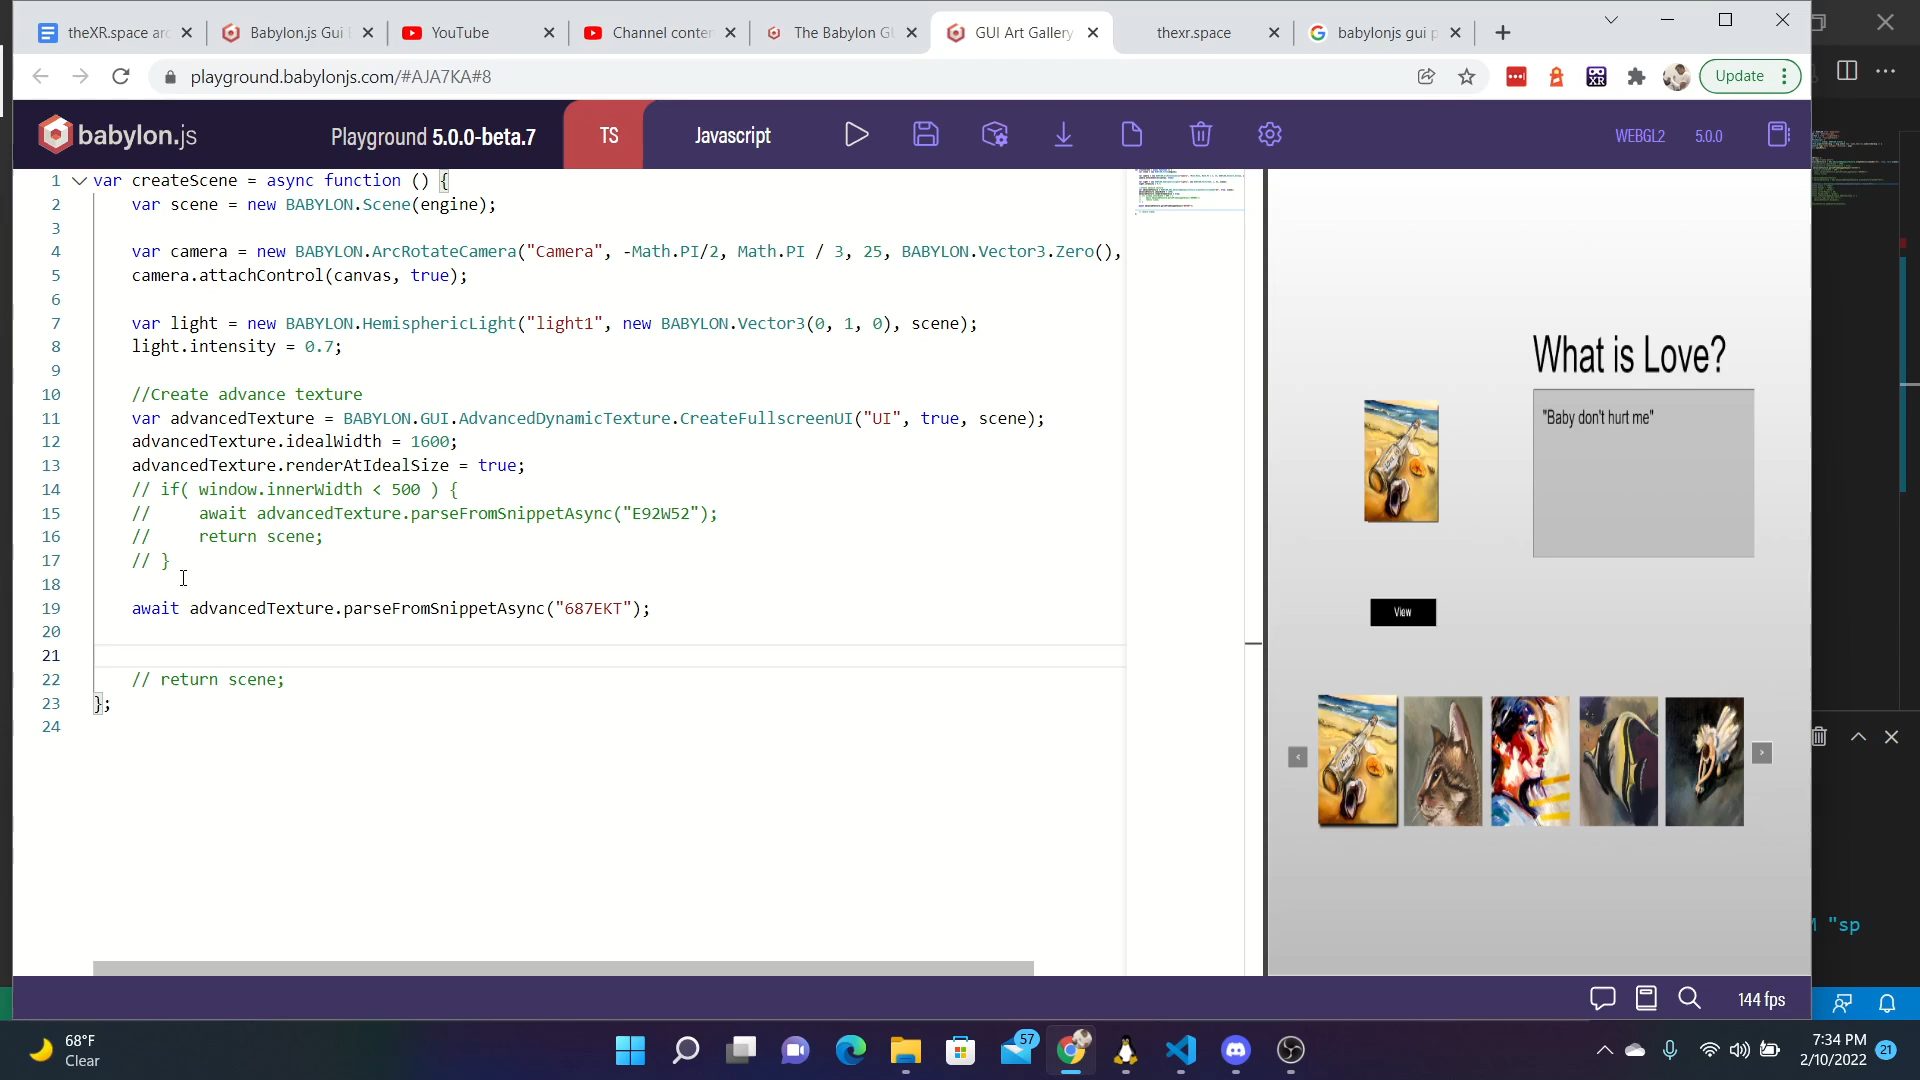 theXR.space arc
Babylon.js Gui
YouTube
Channel conten
The Babylon GU
GUI Art Gallery
thexr.space
babylonjs gui p
playground.babylonjs.com/#AJA7KA#8
XR
Update
babylon.js
Playground 5.0.0-beta.7
TS
Javascript
WEBGL2
5.0.0
1 var createScene = async function () {
2 var scene = new BABYLON.Scene(engine);
3
4 var camera = new BABYLON.ArcRotateCamera("Camera", -Math.PI/2, Math.PI / 3, 25, BABYLON.Vector3.Zero(),
5 camera.attachControl(canvas, true);
6
7 var light = new BABYLON.HemisphericLight("light1", new BABYLON.Vector3(0, 1, 0), scene);
8 light.intensity = 0.7;
9
10 //Create advance texture
11 var advancedTexture = BABYLON.GUI.AdvancedDynamicTexture.CreateFullscreenUI("UI", true, scene);
12 advancedTexture.idealWidth = 1600;
13 advancedTexture.renderAtIdealSize = true;
14 // if( window.innerWidth < 500 ) {
15 // await advancedTexture.parseFromSnippetAsync("E92W52");
16 // return scene;
17 // }
18
19 await advancedTexture.parseFromSnippetAsync("687EKT");
20
21
22 // return scene;
23 };
24
What is Love?
"Baby don't hurt me"
View
<
>
"sp
144 fps
68°F
Clear
57
7:34 PM
2/10/2022
21